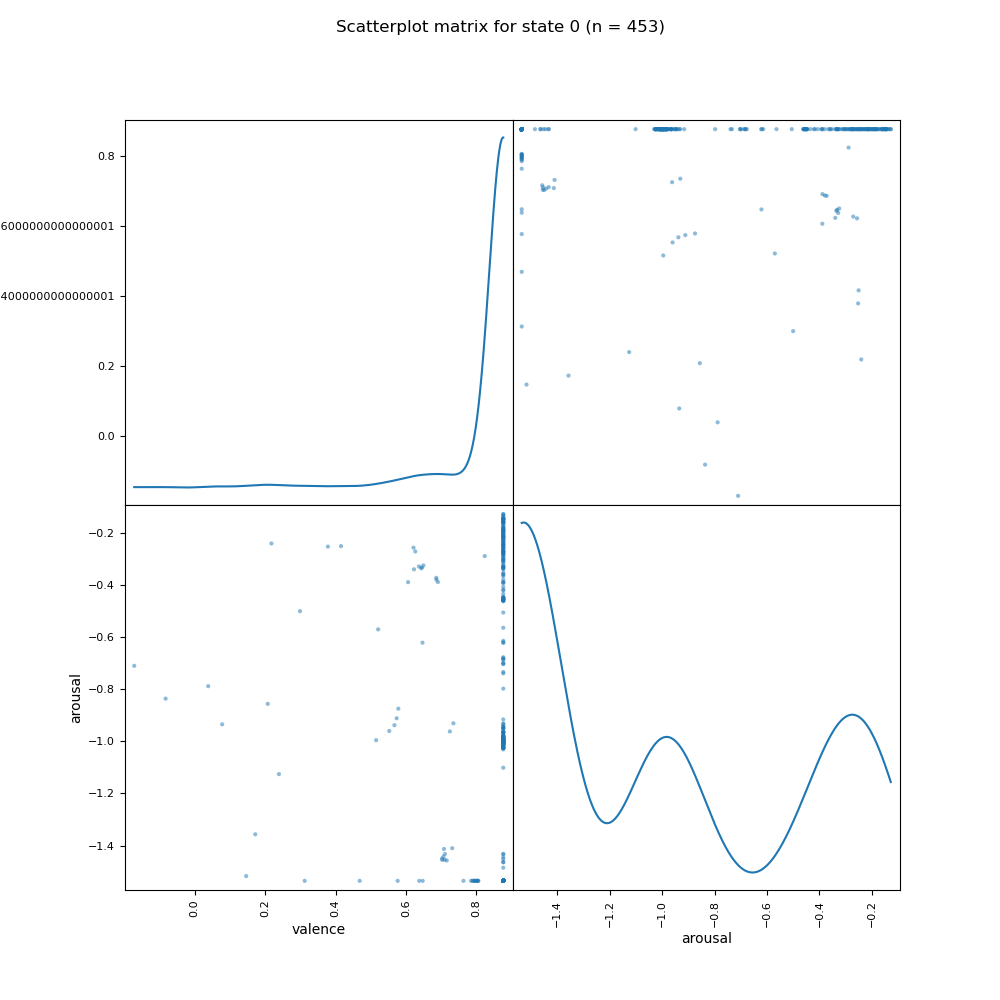 Scatterplot matrix for state 0 (n = 453)
0.8
6000000000000001
4000000000000001
0.2
0.0
−0.2
−0.4
−0.6
−0.8
−1.0
−1.2
−1.4
arousal
0.0 0.2 0.4 0.6 0.8
valence
−1.4 −1.2 −1.0 −0.8 −0.6 −0.4 −0.2
arousal